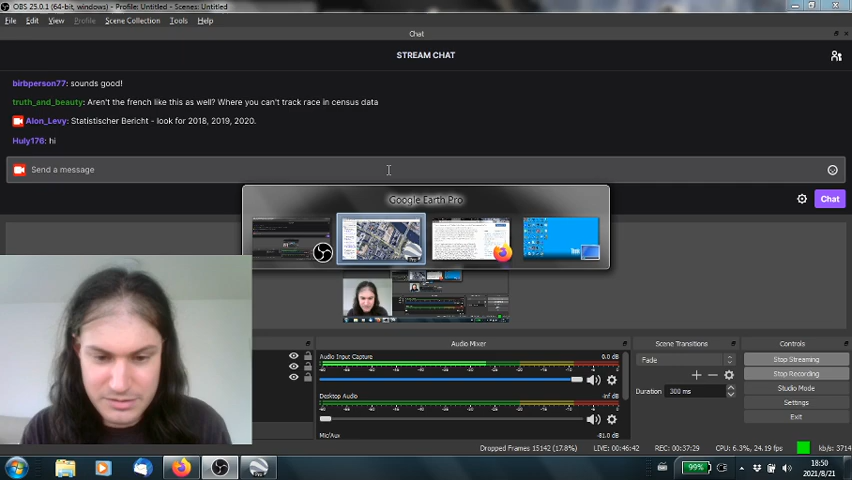 OBS 25.0.1 (64-bit, windows) - Profile: Untitled - Scenes: Untitled
File Edit View Profile Scene Collection Tools Help
Chat
STREAM CHAT
birbperson77: sounds good!
truth_and_beauty: Aren't the french like this as well? Where you can't track race in census data
Alon_Levy: Statistischer Bericht - look for 2018, 2019, 2020.
Huly176: hi
Send a message
Chat
Google Earth Pro
Audio Mixer
Scene Transitions
Controls
Audio Input Capture 0.0 dB
Fade
Stop Streaming
Stop Recording
Desktop Audio -inf dB
Duration 300 ms
Studio Mode
Settings
Mic/Aux -81.0 dB
Exit
Dropped Frames 15142 (17.8%) LIVE: 00:46:42 REC: 00:37:29 CPU: 6.3%, 24.19 fps kb/s: 3714
99%
18:50
2021/8/21